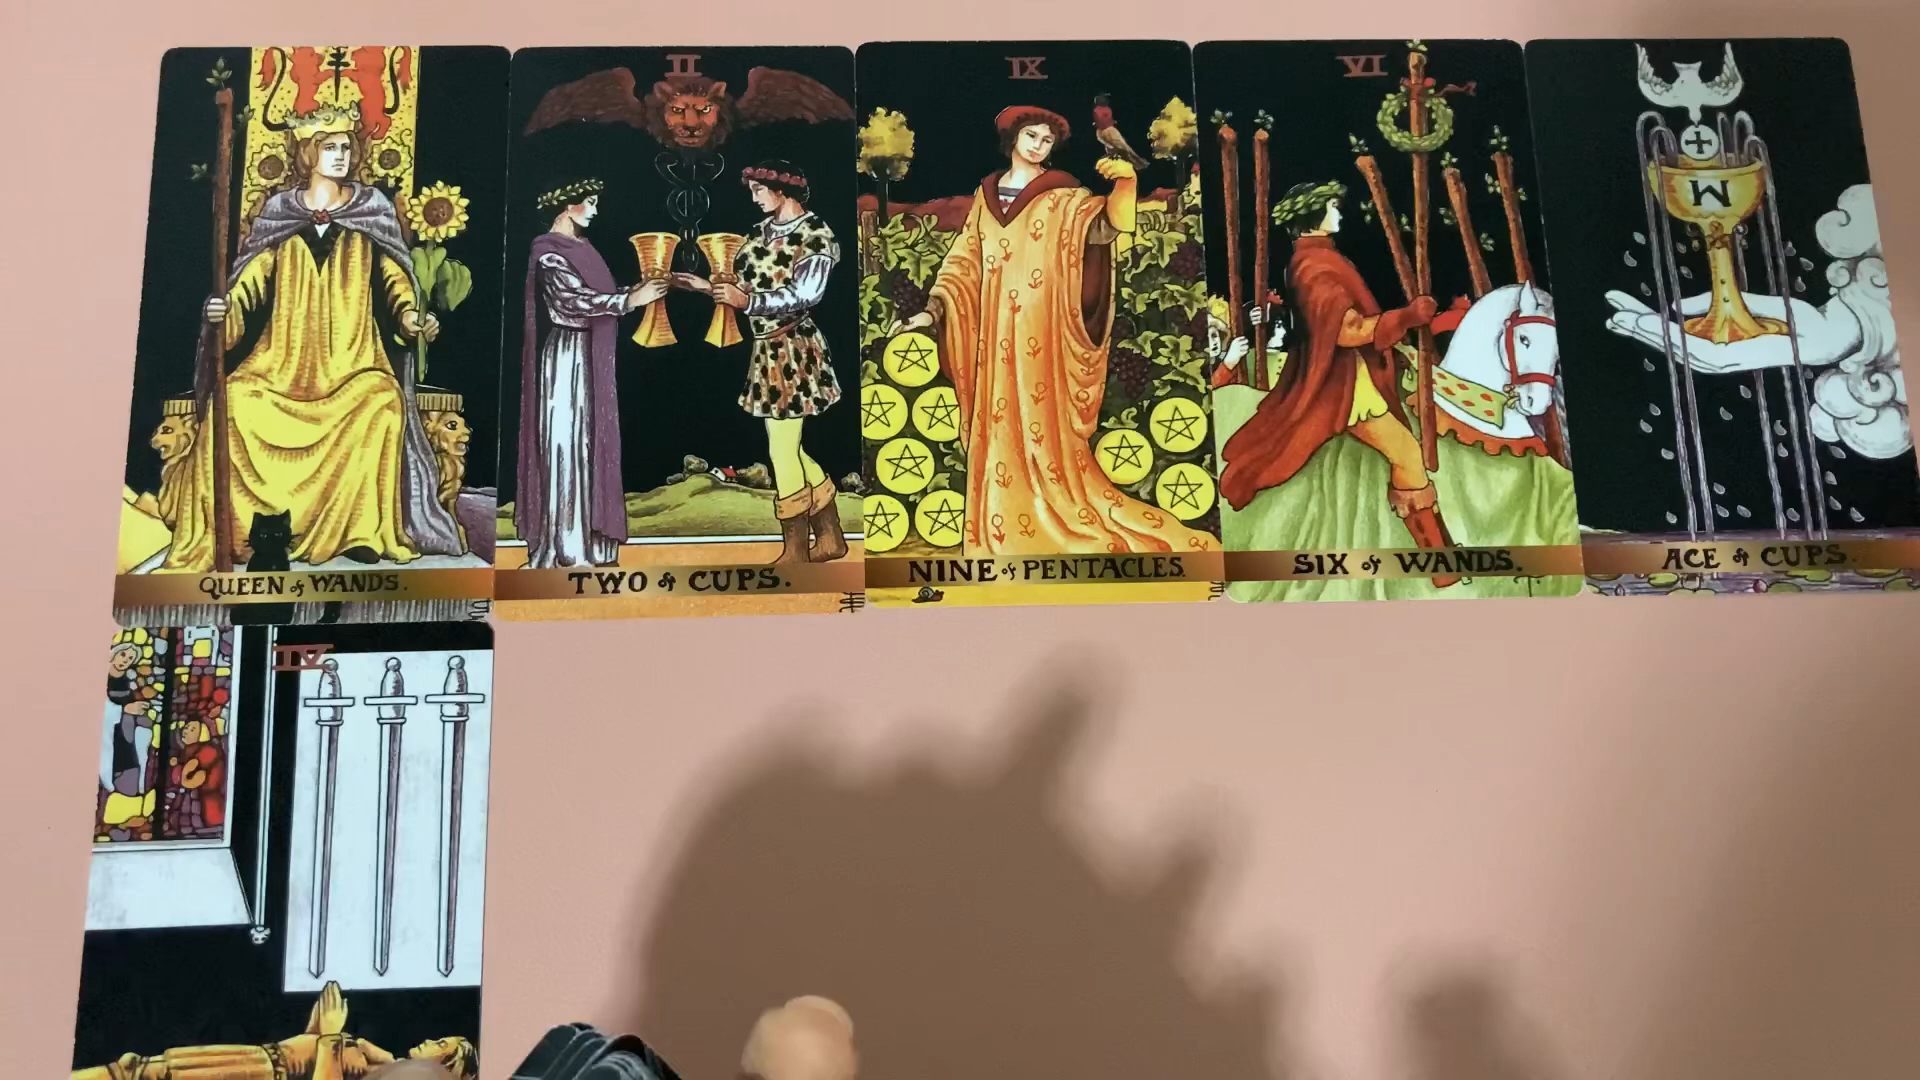 II
IX
VI
W
QUEEN of WANDS.
TWO of CUPS.
NINE of PENTACLES.
SIX of WANDS.
ACE of CUPS.
IV